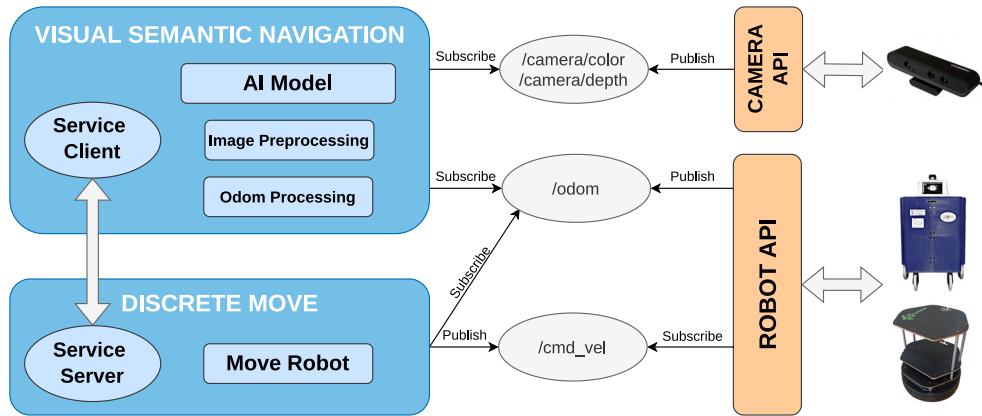 VISUAL SEMANTIC NAVIGATION
AI Model
Service
Client
Image Preprocessing
Odom Processing
Subscribe
/camera/color
/camera/depth
Publish
CAMERA
API
Subscribe
/odom
Publish
Subscribe
ROBOT API
DISCRETE MOVE
Service
Server
Move Robot
Publish
/cmd_vel
Subscribe